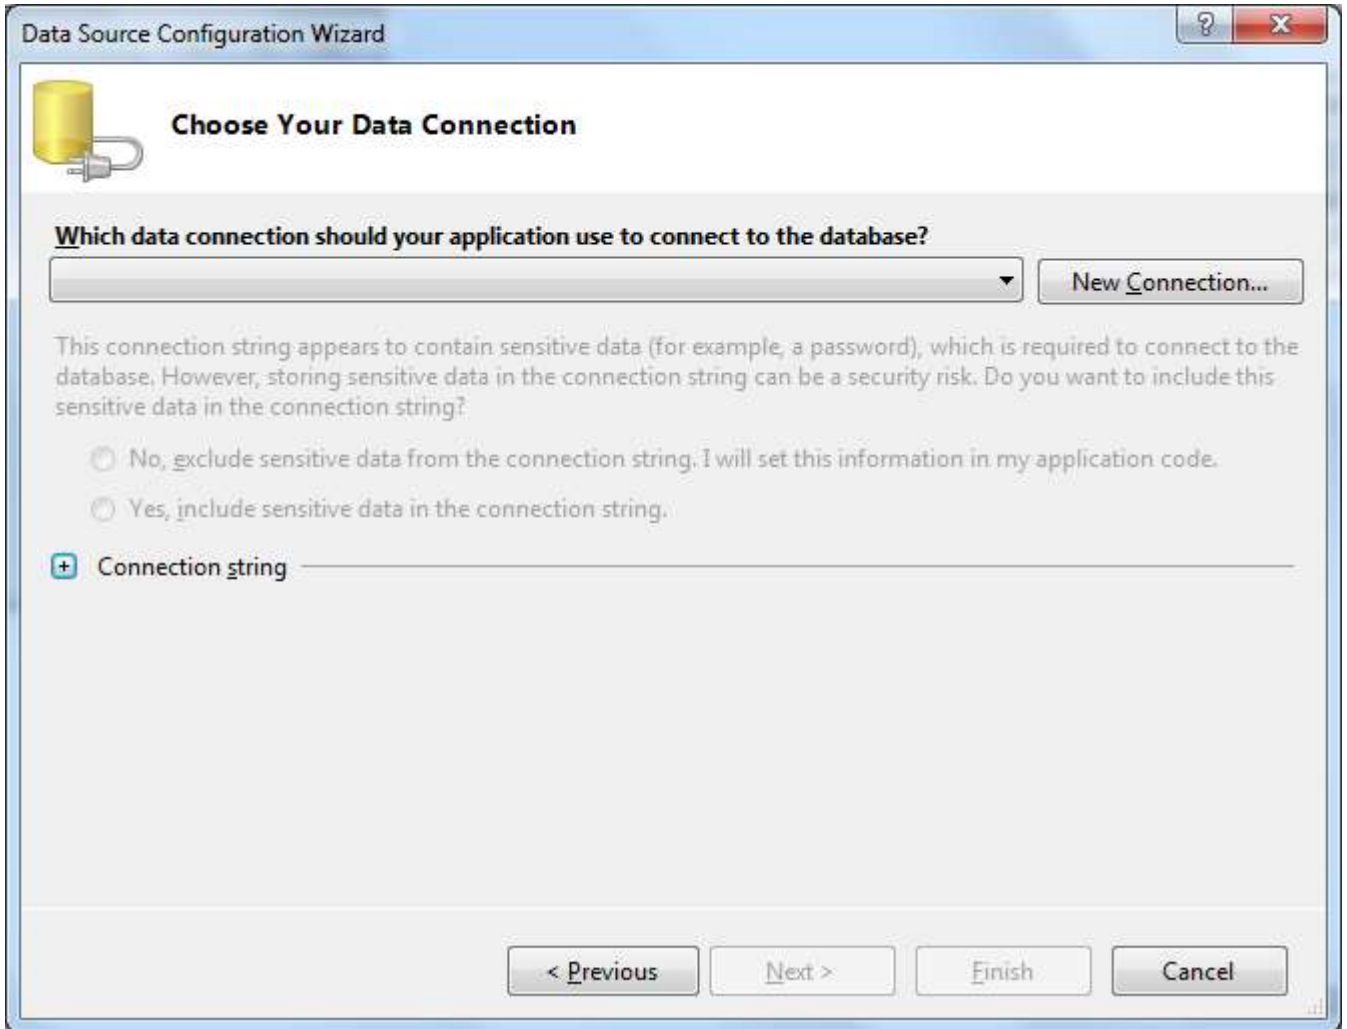 Data Source Configuration Wizard
?
Choose Your Data Connection
Which data connection should your application use to connect to the database?
New Connection...
This connection string appears to contain sensitive data (for example, a password), which is required to connect to the
database. However, storing sensitive data in the connection string can be a security risk. Do you want to include this
sensitive data in the connection string?
No, exclude sensitive data from the connection string. I will set this information in my application code.
Yes, include sensitive data in the connection string.
Connection string
< Previous
Next >
Finish
Cancel